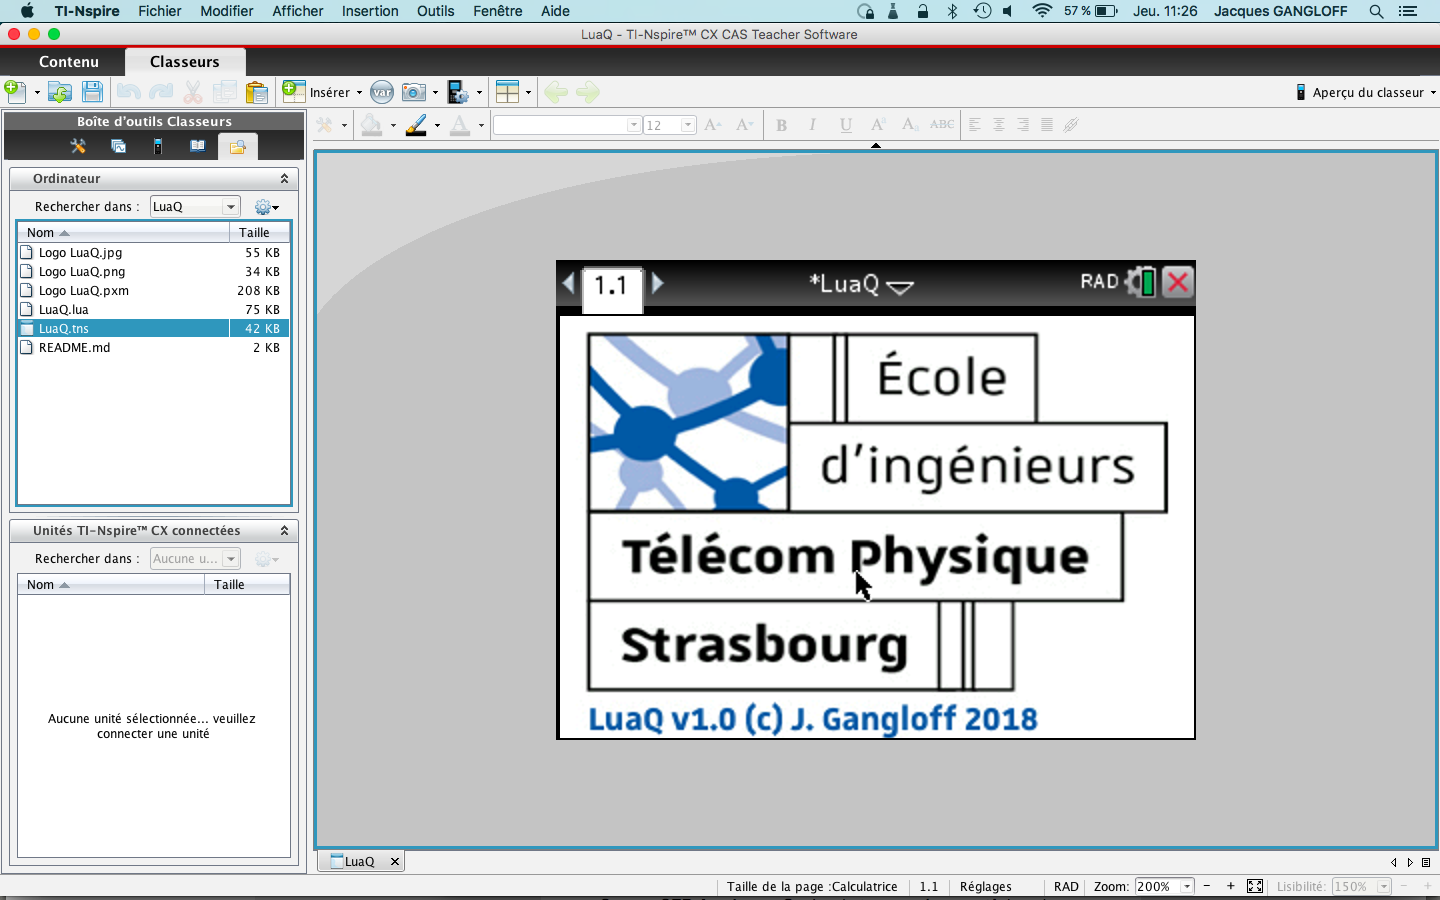 TI-Nspire Fichier Modifier Afficher Insertion Outils Fenêtre Aide 57 % Jeu. 11:26 Jacques GANGLOFF
LuaQ - TI-Nspire™ CX CAS Teacher Software
Contenu Classeurs
Insérer var Aperçu du classeur
Boîte d'outils Classeurs
12 A A B I U A A ABC
Ordinateur
Rechercher dans : LuaQ
Nom Taille
Logo LuaQ.jpg 55 KB
Logo LuaQ.png 34 KB
Logo LuaQ.pxm 208 KB
LuaQ.lua 75 KB
LuaQ.tns 42 KB
README.md 2 KB
Unités TI-Nspire™ CX connectées
Rechercher dans : Aucune u...
Nom Taille
Aucune unité sélectionnée... veuillez
connecter une unité
1.1 *LuaQ RAD
École
d'ingénieurs
Télécom Physique
Strasbourg
LuaQ v1.0 (c) J. Gangloff 2018
LuaQ
Taille de la page :Calculatrice 1.1 Réglages RAD Zoom: 200% - + Lisibilité: 150% - +